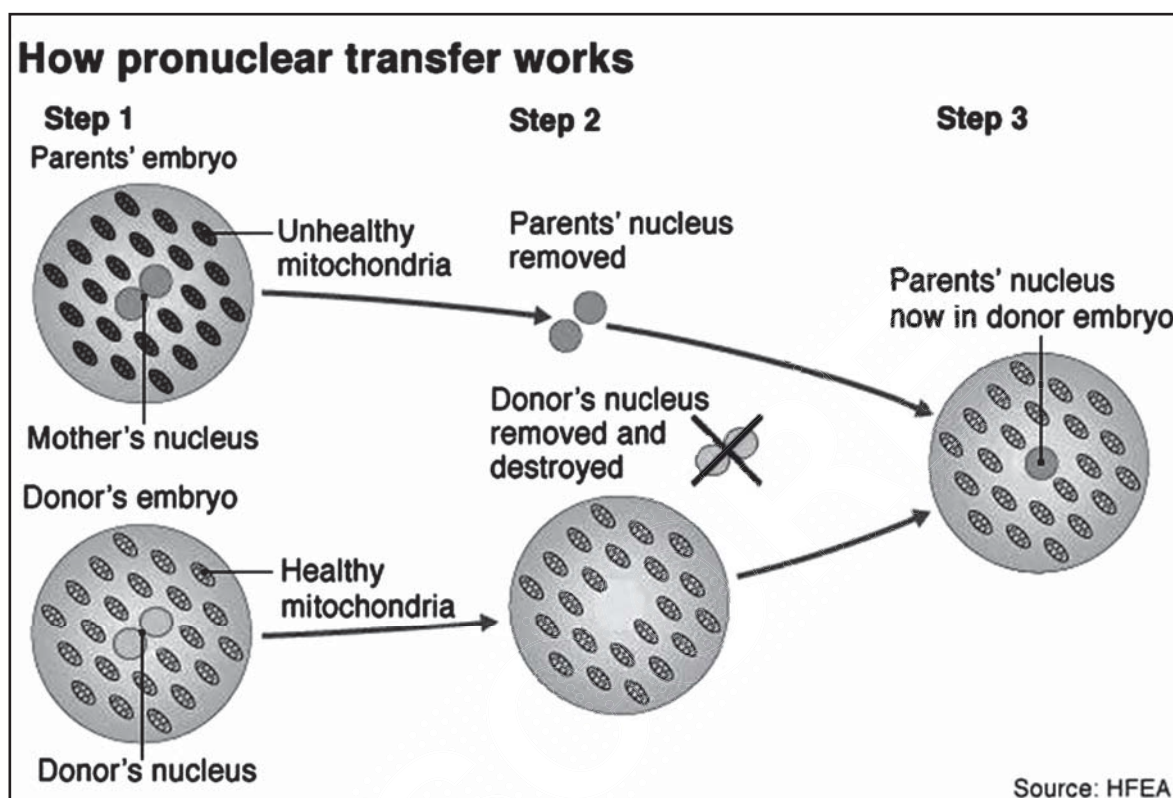 How pronuclear transfer works
Step 1
Parents' embryo
Unhealthy
mitochondria
Mother's nucleus
Donor's embryo
Healthy
mitochondria
Donor's nucleus
Step 2
Parents' nucleus
removed
Donor's nucleus
removed and
destroyed
Step 3
Parents' nucleus
now in donor embryo
Source: HFEA